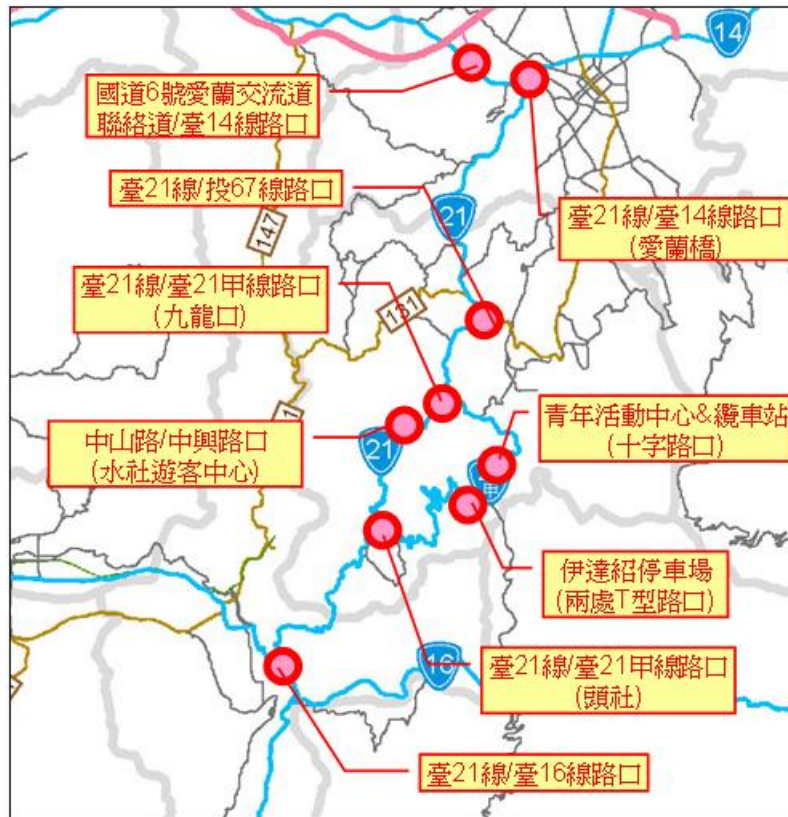 14
國道6號愛蘭交流道
聯絡道/臺14線路口
臺21線/投67線路口
21
臺21線/臺14線路口
(愛蘭橋)
147
臺21線/臺21甲線路口
(九龍口)
131
中山路/中興路口
(水社遊客中心)
21
青年活動中心&纜車站
(十字路口)
甲
伊達紹停車場
(兩處T型路口)
16
臺21線/臺21甲線路口
(頭社)
臺21線/臺16線路口